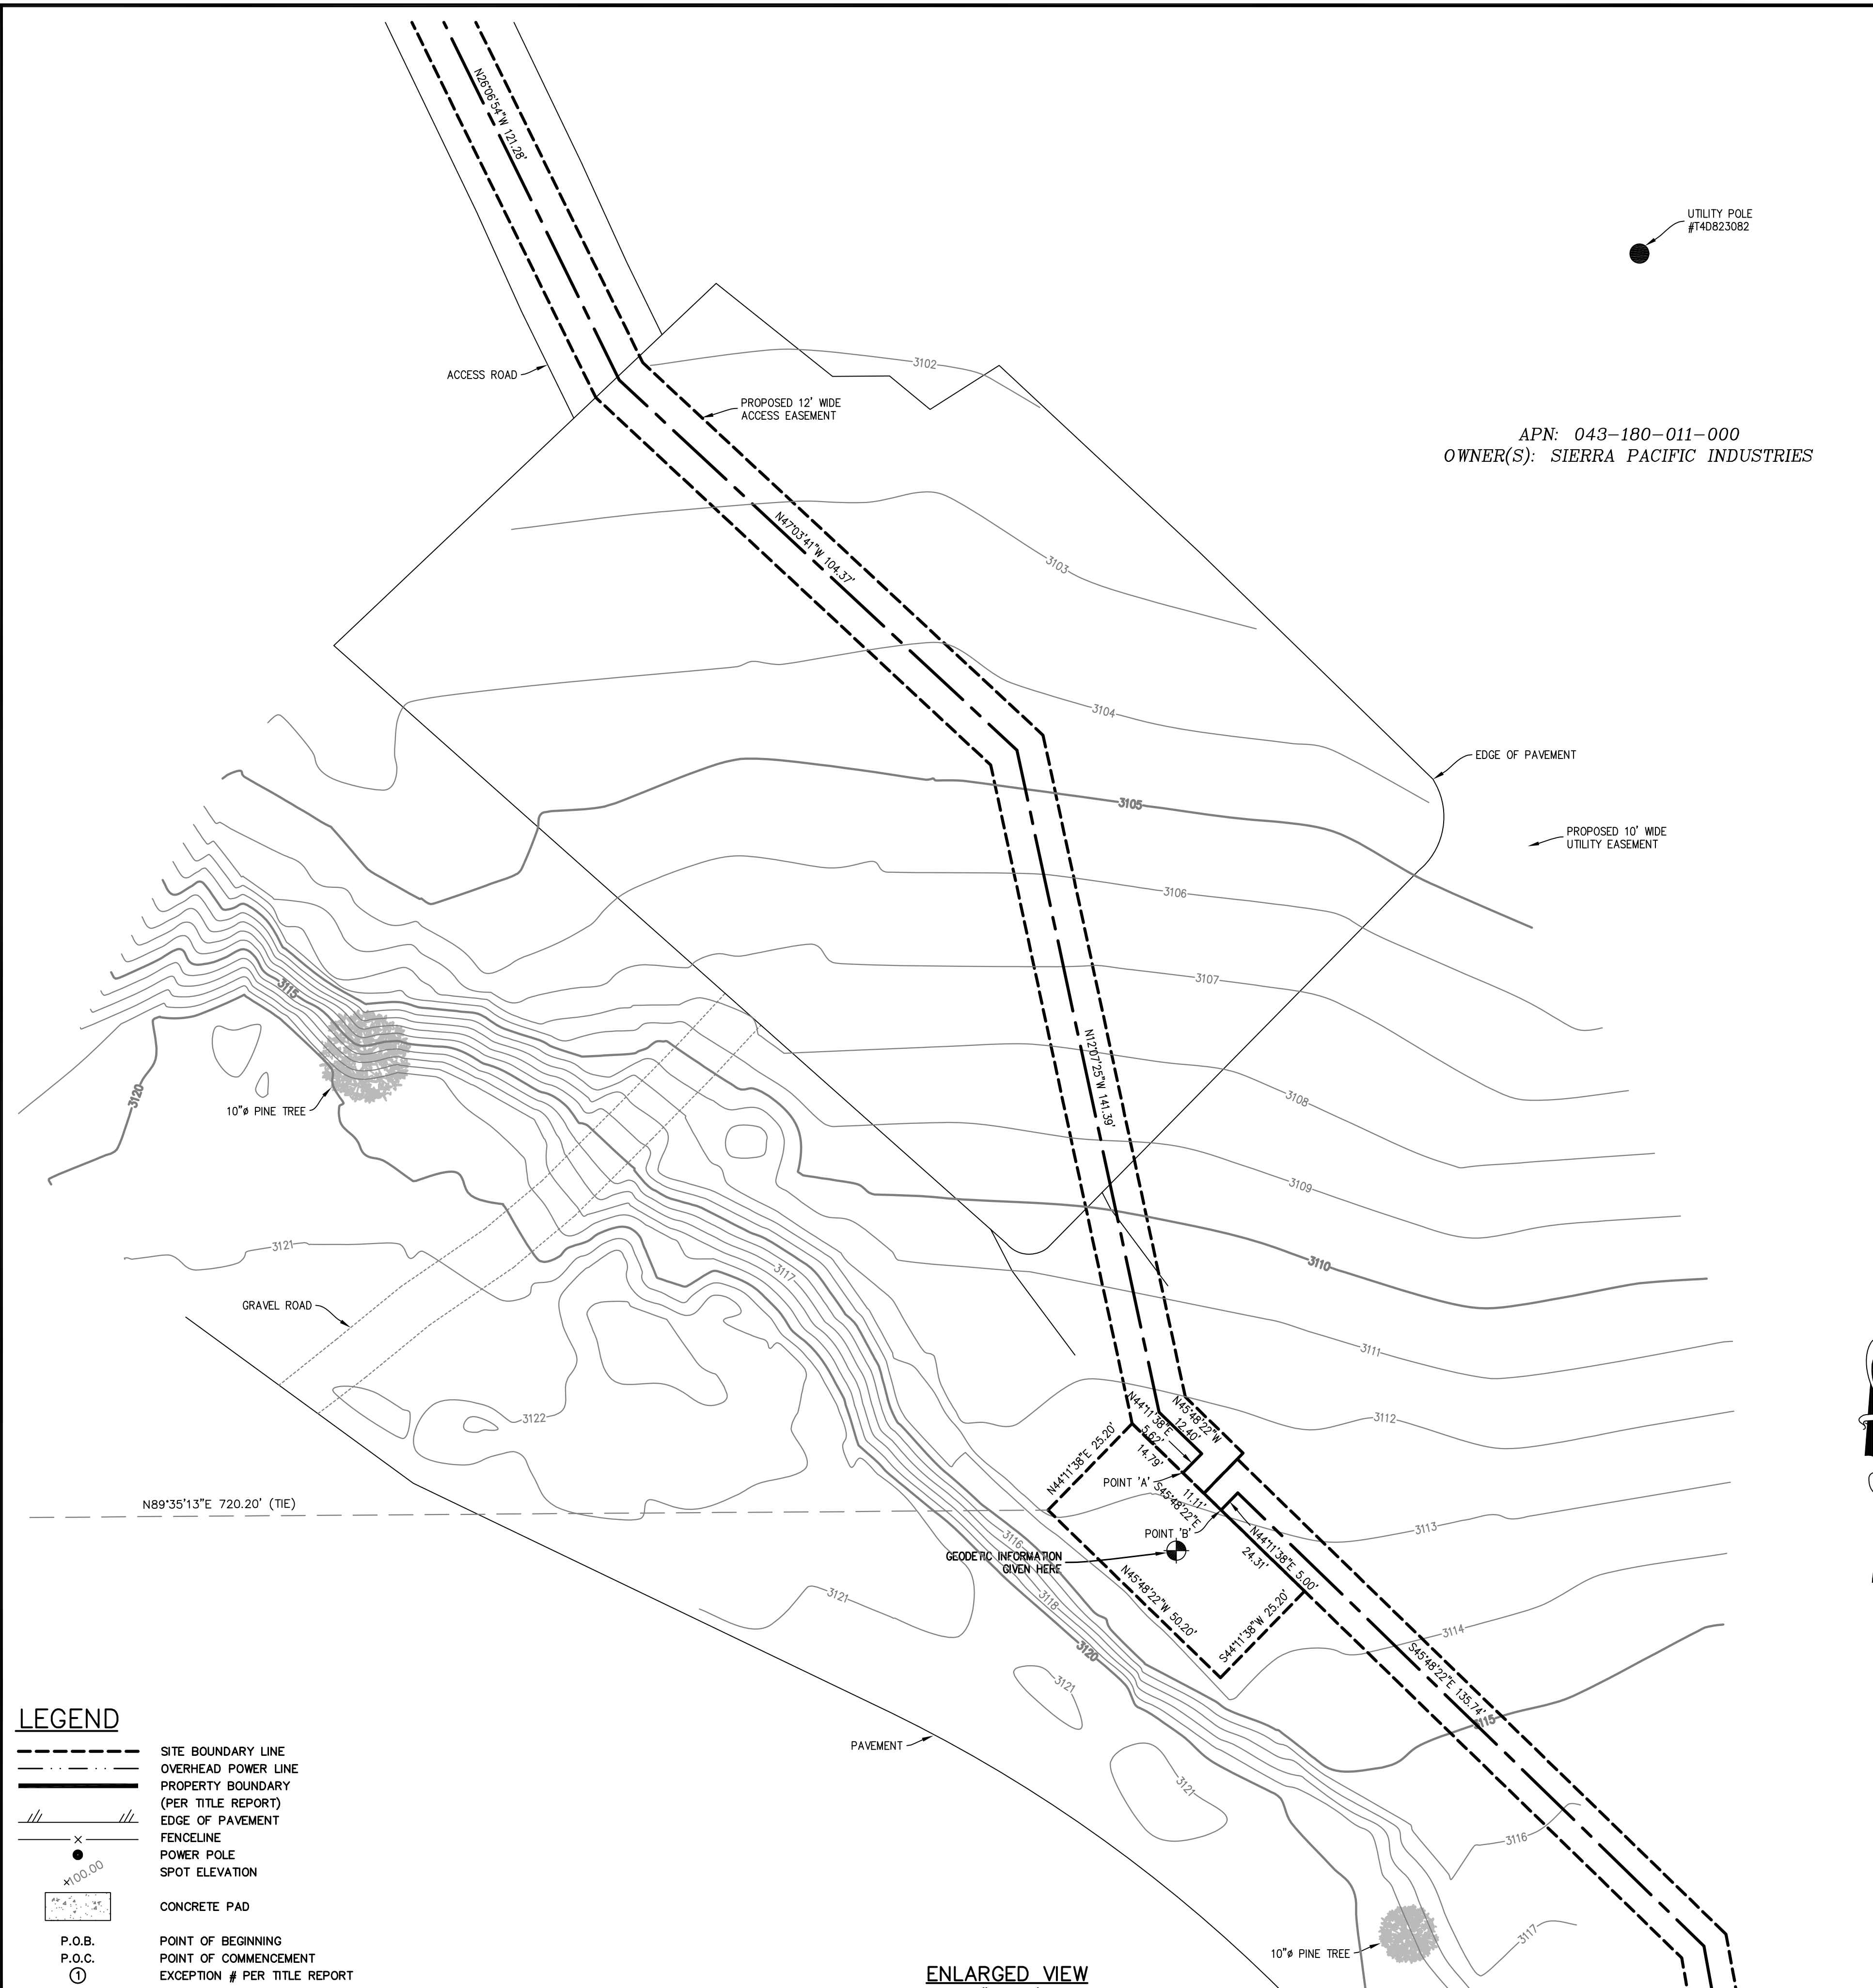 N26°06'54"W 121.28'
UTILITY POLE
#T4D823082
ACCESS ROAD
3102
PROPOSED 12' WIDE
ACCESS EASEMENT
APN: 043-180-011-000
OWNER(S): SIERRA PACIFIC INDUSTRIES
N47°03'41"W 104.37'
3103
3104
EDGE OF PAVEMENT
3105
PROPOSED 10' WIDE
UTILITY EASEMENT
3106
3107
3115
N12°07'25"W 141.39'
3108
3120
10"ø PINE TREE
3109
3121
3110
3117
GRAVEL ROAD
3111
3122
3112
N44°11'38"E
5.62'
N45°48'22"W
12.40'
N44°11'38"E 25.20'
14.79'
POINT 'A'
11.11'
S45°48'22"E
N89°35'13"E 720.20' (TIE)
3113
POINT 'B'
3116
GEODETIC INFORMATION
GIVEN HERE
N44°11'38"E 5.00'
24.31'
N45°48'22"W 50.20'
3121
3118
S44°11'38"W 25.20'
3114
3120
S45°48'22"E 135.74'
3121
3115
PAVEMENT
3121
3116
3117
10"ø PINE TREE
LEGEND
SITE BOUNDARY LINE
OVERHEAD POWER LINE
PROPERTY BOUNDARY
(PER TITLE REPORT)
EDGE OF PAVEMENT
FENCELINE
POWER POLE
x100.00 SPOT ELEVATION
CONCRETE PAD
P.O.B. POINT OF BEGINNING
P.O.C. POINT OF COMMENCEMENT
1 EXCEPTION # PER TITLE REPORT
ENLARGED VIEW